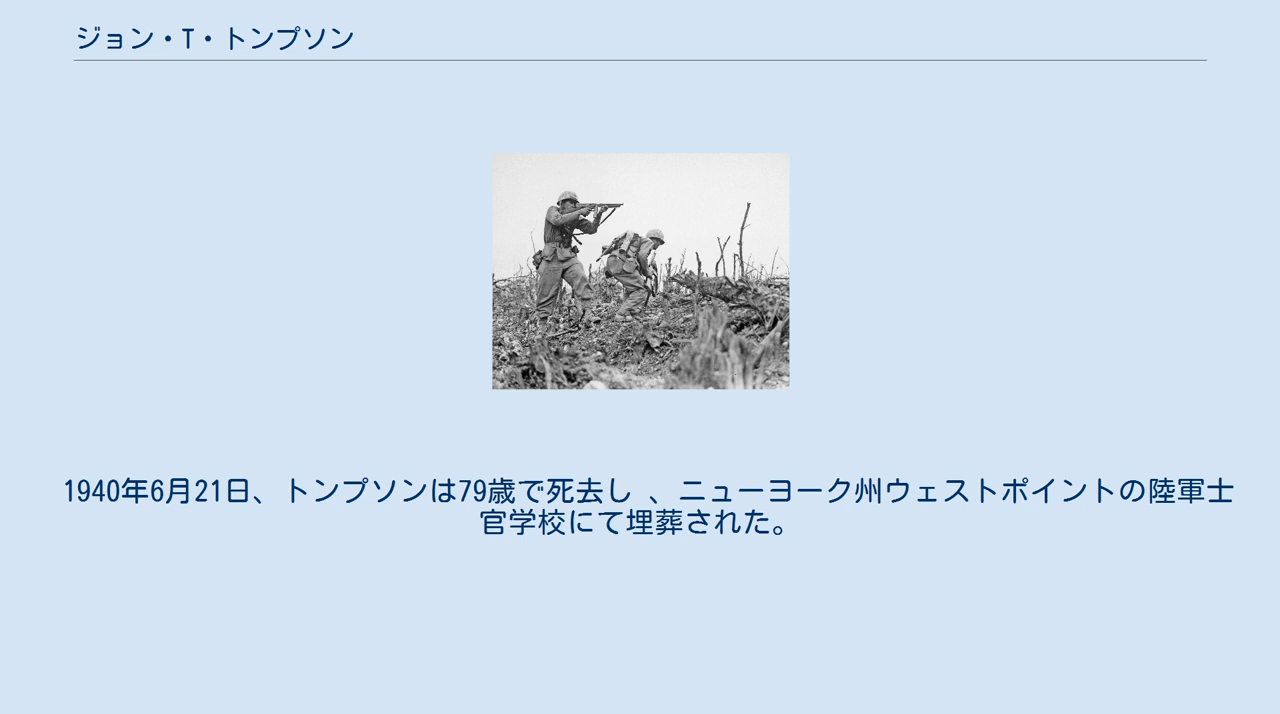 ジョン・T・トンプソン
1940年6月21日、トンプソンは79歳で死去し 、ニューヨーク州ウェストポイントの陸軍士
官学校にて埋葬された。